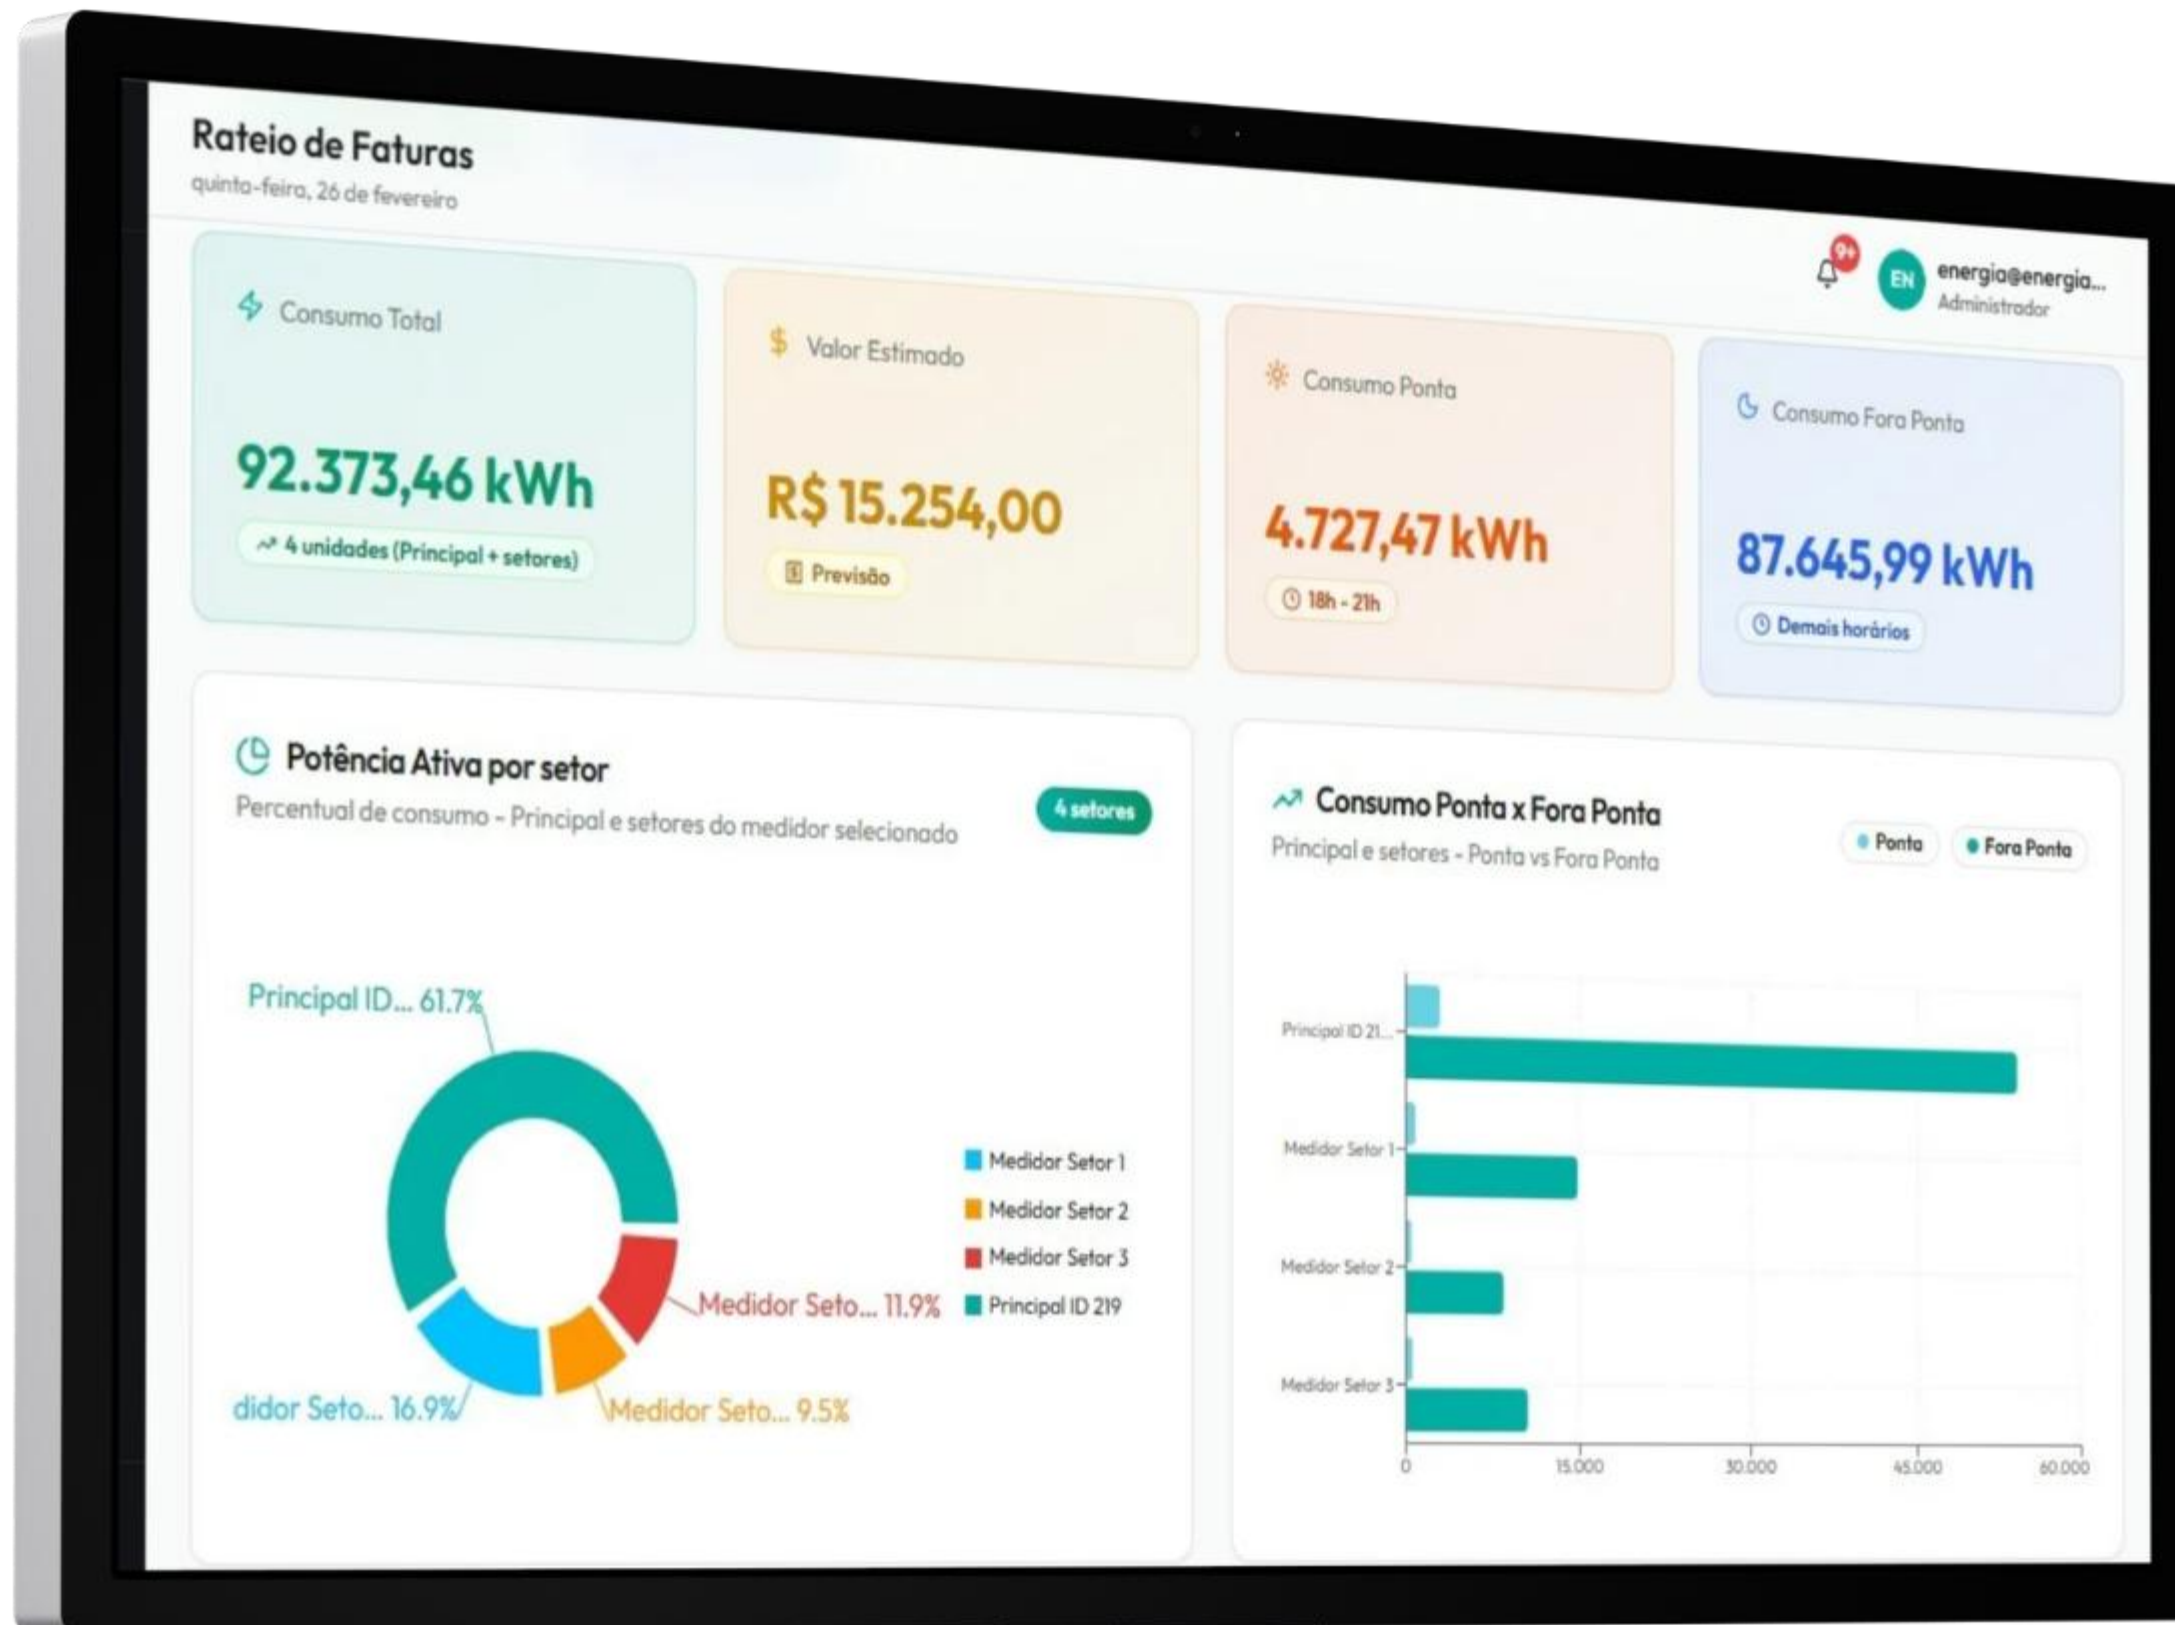 Rateio de Faturas
quinta-feira, 26 de fevereiro
9+
EN
energia@energia...
Administrador
Consumo Total
92.373,46 kWh
4 unidades (Principal + setores)
$ Valor Estimado
R$ 15.254,00
Previsão
Consumo Ponta
4.727,47 kWh
18h - 21h
Consumo Fora Ponta
87.645,99 kWh
Demais horários
Potência Ativa por setor
Percentual de consumo - Principal e setores do medidor selecionado
4 setores
Principal ID... 61.7%
Medidor Seto... 11.9%
didor Seto... 16.9%
Medidor Seto... 9.5%
Medidor Setor 1
Medidor Setor 2
Medidor Setor 3
Principal ID 219
Consumo Ponta x Fora Ponta
Principal e setores - Ponta vs Fora Ponta
Ponta
Fora Ponta
Principal ID 21...
Medidor Setor 1
Medidor Setor 2
Medidor Setor 3
0
15.000
30.000
45.000
60.000